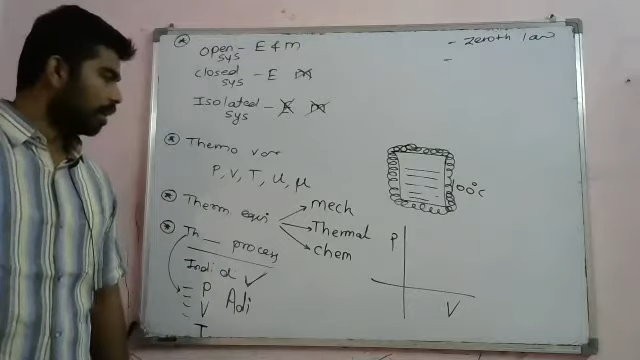 Open sys - E & m
closed sys - E m
Isolated sys - E m
Thermo var
P, V, T, U, μ
Therm equi
mech
Thermal
chem
Th__ process
Indi d
P
V
T
Adi
- zeroth law
-
100°C
P
V